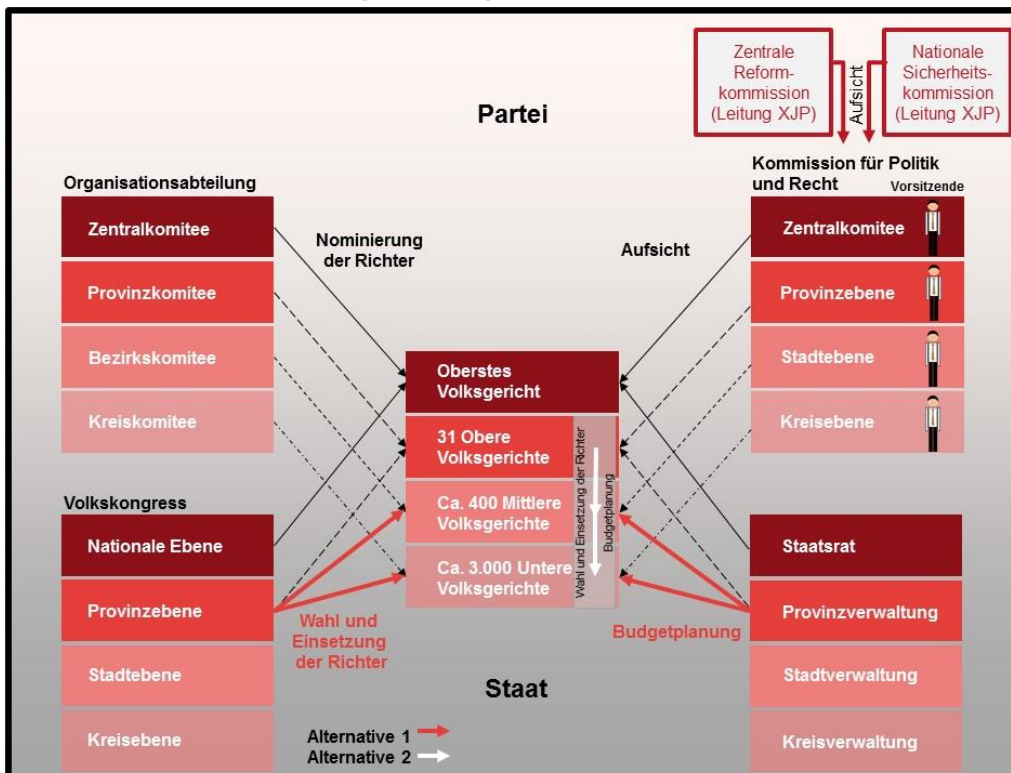 Zentrale
Reform-
kommission
(Leitung XJP)
Aufsicht
Nationale
Sicherheits-
kommission
(Leitung XJP)
Partei
Organisationsabteilung
Zentralkomitee
Provinzkomitee
Bezirkskomitee
Kreiskomitee
Nominierung
der Richter
Aufsicht
Kommission für Politik
und Recht
Vorsitzende
Zentralkomitee
Provinzebene
Stadtebene
Kreisebene
Oberstes
Volksgericht
31 Obere
Volksgerichte
Ca. 400 Mittlere
Volksgerichte
Ca. 3.000 Untere
Volksgerichte
Wahl und Einsetzung der Richter
Budgetplanung
Volkskongress
Nationale Ebene
Provinzebene
Stadtebene
Kreisebene
Wahl und
Einsetzung
der Richter
Budgetplanung
Staatsrat
Provinzverwaltung
Stadtverwaltung
Kreisverwaltung
Staat
Alternative 1
Alternative 2